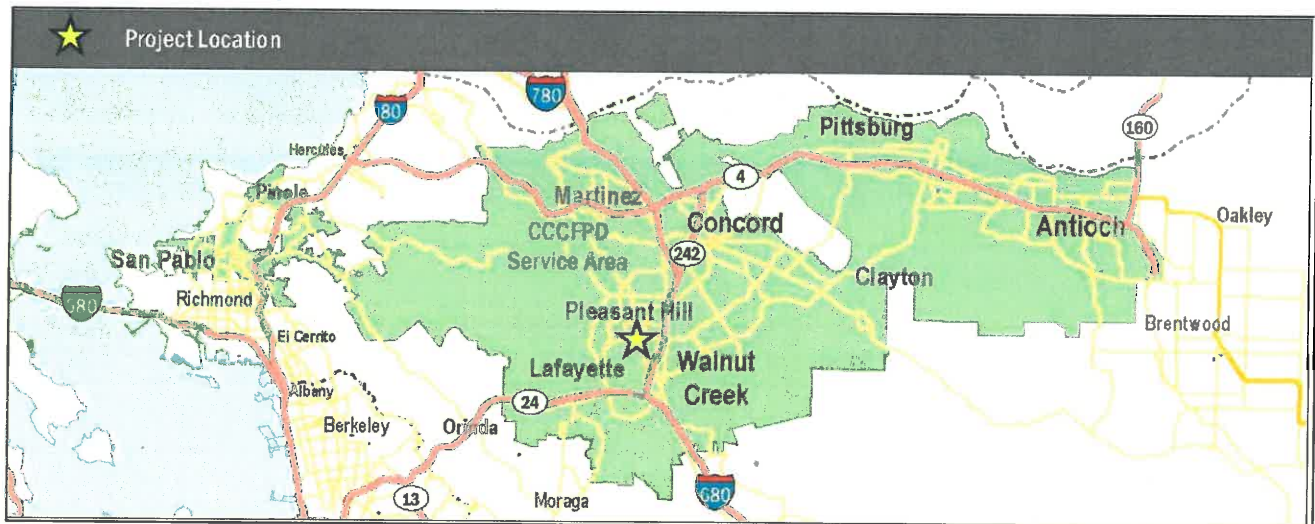 Project Location
780
80
160
Pittsburg
Hercules
4
Martinez
Pinole
Oakley
Concord
Antioch
CCCFPD
Service Area
San Pablo
242
Clayton
Richmond
680
Pleasant Hill
Brentwood
El Cerrito
Lafayette
Walnut
Creek
Albany
24
Berkeley
Orinda
680
13
Moraga